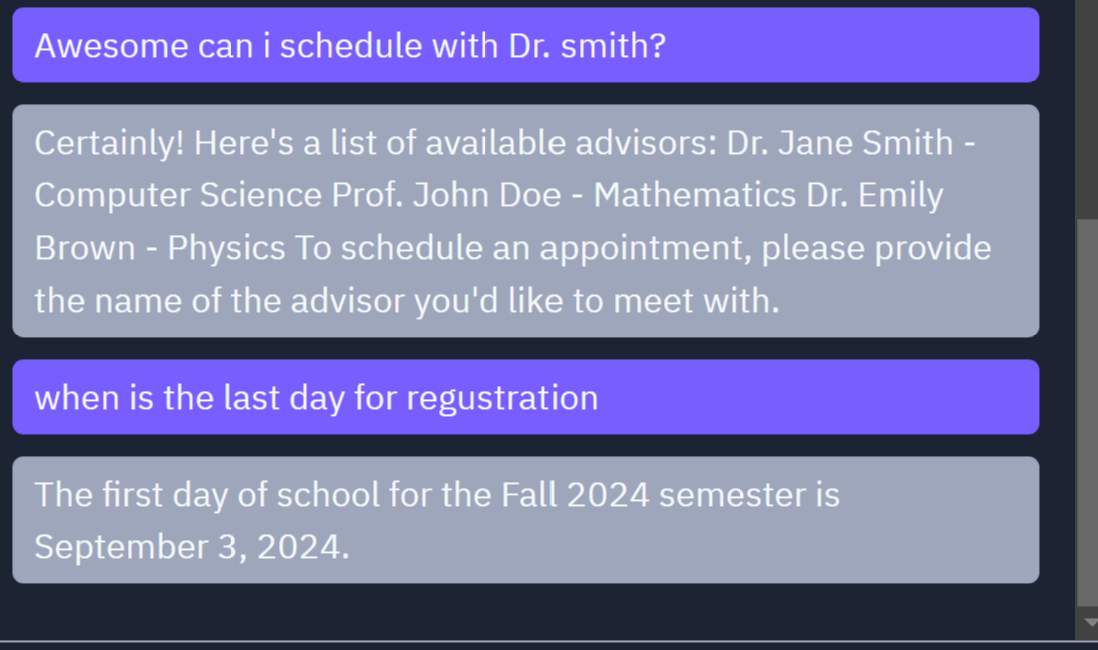 Awesome can i schedule with Dr. smith?
Certainly! Here's a list of available advisors: Dr. Jane Smith -
Computer Science Prof. John Doe - Mathematics Dr. Emily
Brown - Physics To schedule an appointment, please provide
the name of the advisor you'd like to meet with.
when is the last day for regustration
The first day of school for the Fall 2024 semester is
September 3, 2024.